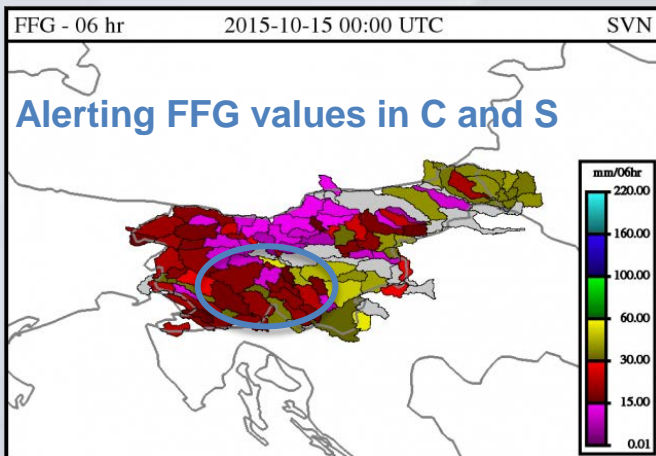 FFG - 06 hr 2015-10-15 00:00 UTC SVN
Alerting FFG values in C and S
mm/06hr
220.00
160.00
100.00
60.00
30.00
15.00
0.01